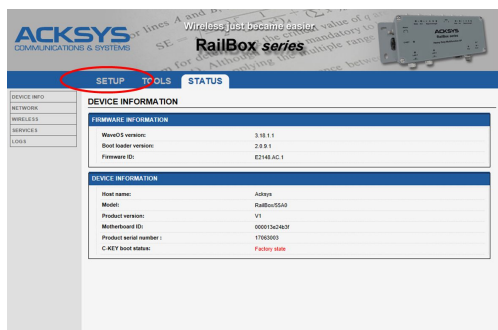 ACKSYS
COMMUNICATIONS & SYSTEMS
Wireless just became easier
RailBox series
SETUP TOOLS STATUS
DEVICE INFO
NETWORK
WIRELESS
SERVICES
LOGS
DEVICE INFORMATION
FIRMWARE INFORMATION
WaveOS version: 3.18.1.1
Boot loader version: 2.0.9.1
Firmware ID: E2148.AC.1
DEVICE INFORMATION
Host name: Acksys
Model: RailBox/55A0
Product version: V1
Motherboard ID: 000013e24b3f
Product serial number : 17063003
C-KEY boot status: Factory state